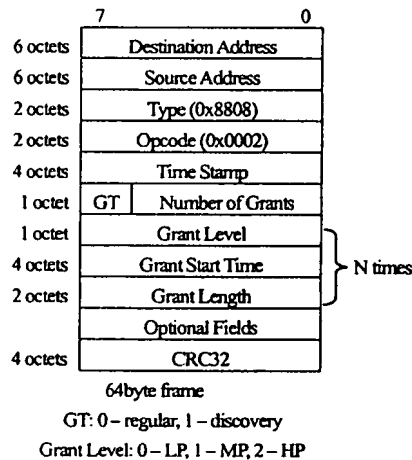 7 0
6 octets Destination Address
6 octets Source Address
2 octets Type (0x8808)
2 octets Opcode (0x0002)
4 octets Time Stamp
1 octet GT Number of Grants
1 octet Grant Level
4 octets Grant Start Time
2 octets Grant Length
N times
Optional Fields
4 octets CRC32
64byte frame
GT: 0 – regular, 1 – discovery
Grant Level: 0 – LP, 1 – MP, 2 – HP